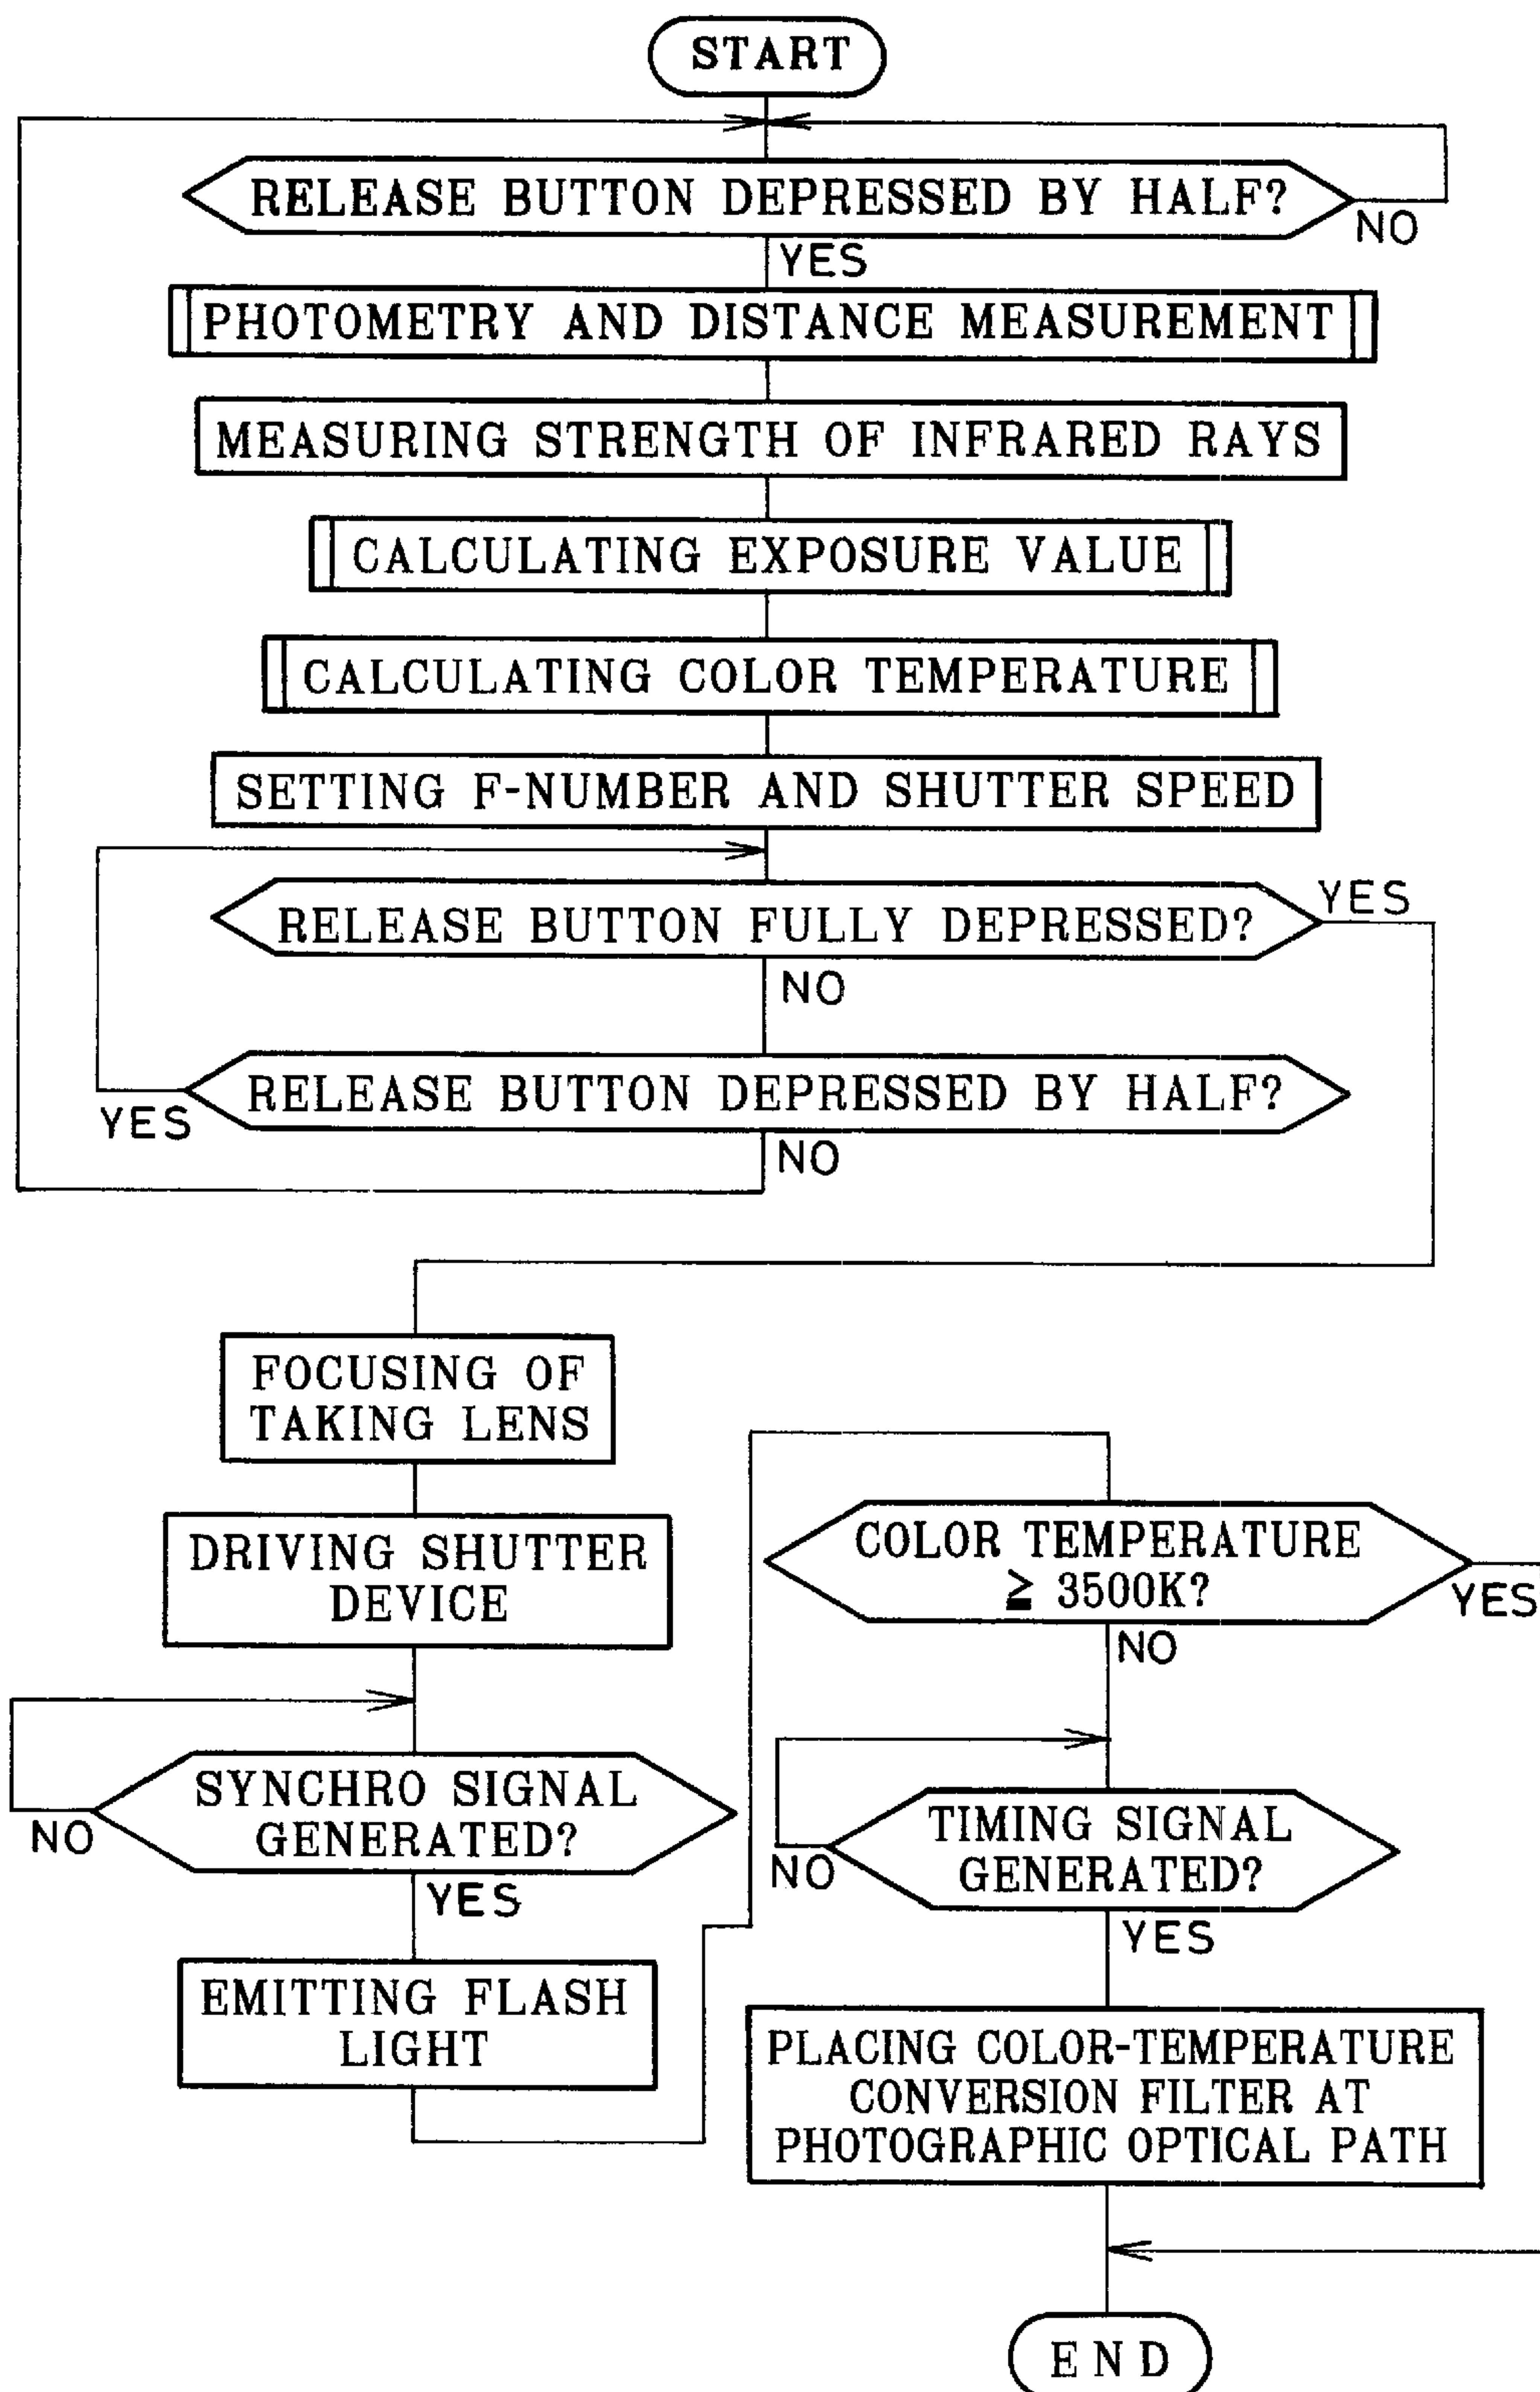 START
RELEASE BUTTON DEPRESSED BY HALF?
NO
YES
PHOTOMETRY AND DISTANCE MEASUREMENT
MEASURING STRENGTH OF INFRARED RAYS
CALCULATING EXPOSURE VALUE
CALCULATING COLOR TEMPERATURE
SETTING F-NUMBER AND SHUTTER SPEED
YES
RELEASE BUTTON FULLY DEPRESSED?
NO
RELEASE BUTTON DEPRESSED BY HALF?
YES
NO
FOCUSING OF
TAKING LENS
DRIVING SHUTTER
DEVICE
SYNCHRO SIGNAL
GENERATED?
NO
YES
EMITTING FLASH
LIGHT
COLOR TEMPERATURE
≧ 3500K?
YES
NO
TIMING SIGNAL
GENERATED?
NO
YES
PLACING COLOR-TEMPERATURE
CONVERSION FILTER AT
PHOTOGRAPHIC OPTICAL PATH
END